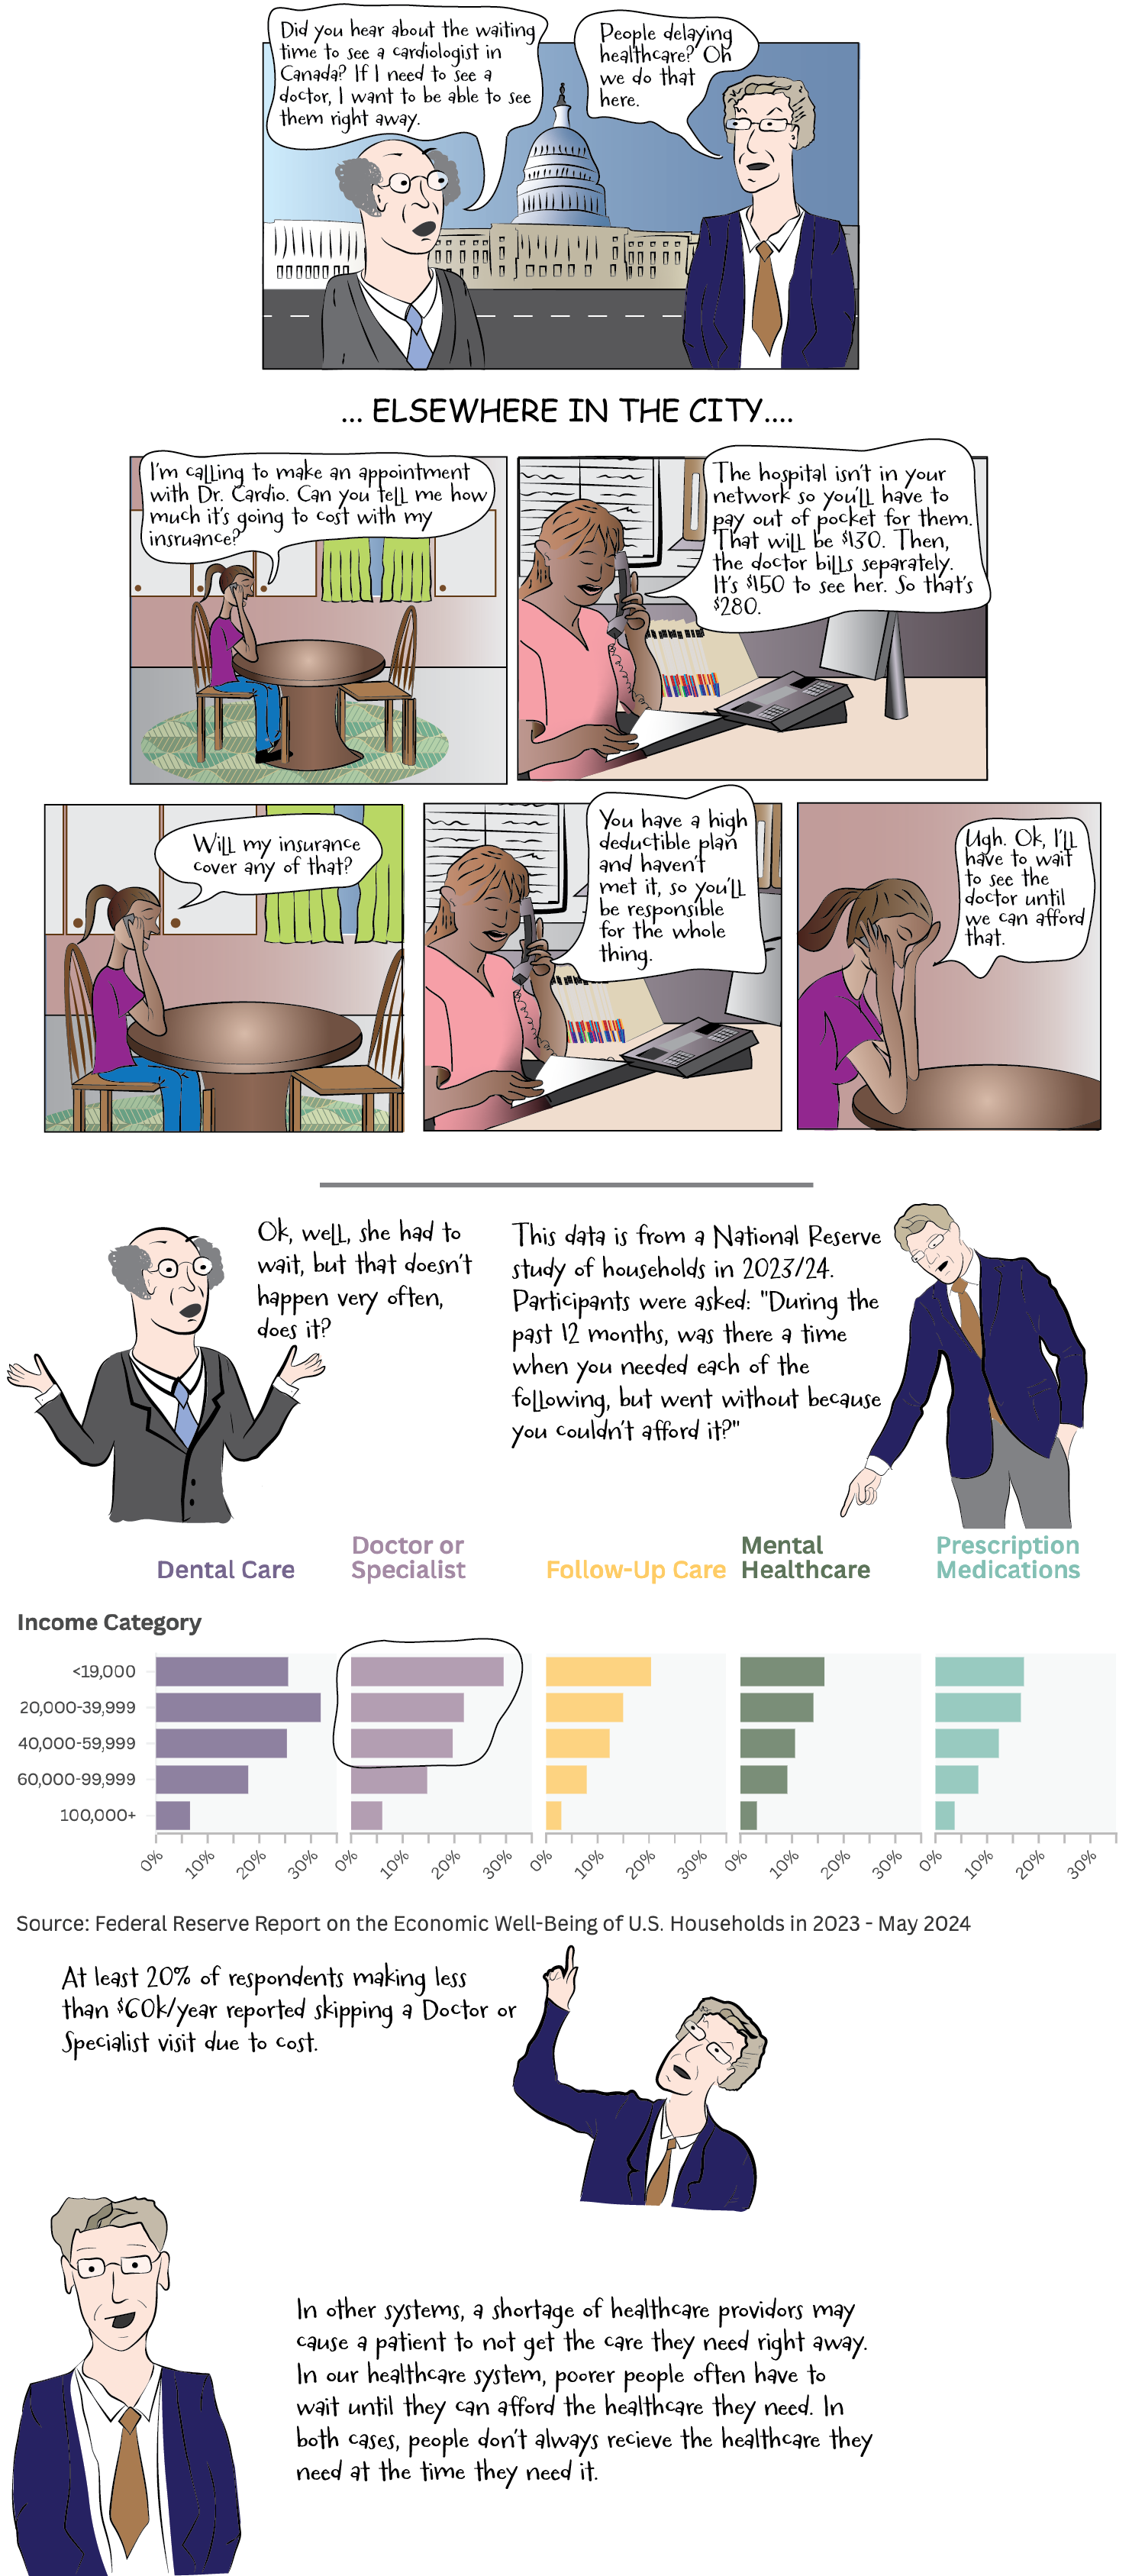 Did you hear about the waiting
time to see a cardiologist in
Canada? If I need to see a
doctor, I want to be able to see
them right away.
People delaying
healthcare? Oh
we do that
here.
... ELSEWHERE IN THE CITY....
I'm calling to make an appointment
with Dr. Cardio. Can you tell me how
much it's going to cost with my
insruance?
The hospital isn't in your
network so you'll have to
pay out of pocket for them.
That will be $130. Then,
the doctor bills separately.
It's $150 to see her. So that's
$280.
Will my insurance
cover any of that?
You have a high
deductible plan
and haven't
met it, so you'll
be responsible
for the whole
thing.
Ugh. Ok, I'll
have to wait
to see the
doctor until
we can afford
that.
Ok, well, she had to
wait, but that doesn't
happen very often,
does it?
This data is from a National Reserve
study of households in 2023/24.
Participants were asked: "During the
past 12 months, was there a time
when you needed each of the
following, but went without because
you couldn't afford it?"
Dental Care
Doctor or
Specialist
Follow-Up Care
Mental
Healthcare
Prescription
Medications
Income Category
<19,000
20,000-39,999
40,000-59,999
60,000-99,999
100,000+
0% 10% 20% 30%
0% 10% 20% 30%
0% 10% 20% 30%
0% 10% 20% 30%
0% 10% 20% 30%
Source: Federal Reserve Report on the Economic Well-Being of U.S. Households in 2023 - May 2024
At least 20% of respondents making less
than $60k/year reported skipping a Doctor or
Specialist visit due to cost.
In other systems, a shortage of healthcare providors may
cause a patient to not get the care they need right away.
In our healthcare system, poorer people often have to
wait until they can afford the healthcare they need. In
both cases, people don't always recieve the healthcare they
need at the time they need it.